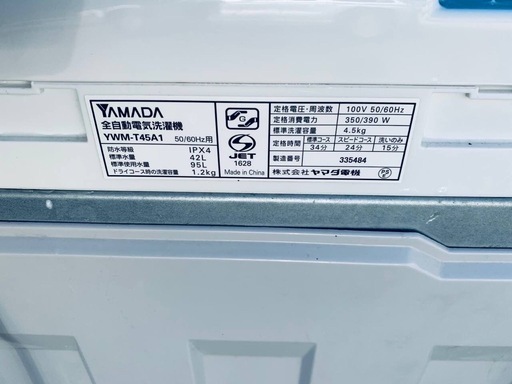 YAMADA
全自動電気洗濯機
YWM-T45A1 50/60Hz用
防水等級 IPX4
標準水量 42L
標準使用水量 95L
ドライコース時の洗濯容量 1.2kg
G
S
JET
1628
Made in China
定格電圧・周波数 100V 50/60Hz
定格消費電力 350/390 W
標準洗濯容量 4.5kg
目安時間 標準コース スピードコース 洗いのみ
34分 24分 15分
製造番号 335484
株式会社 ヤマダ電機
PSE